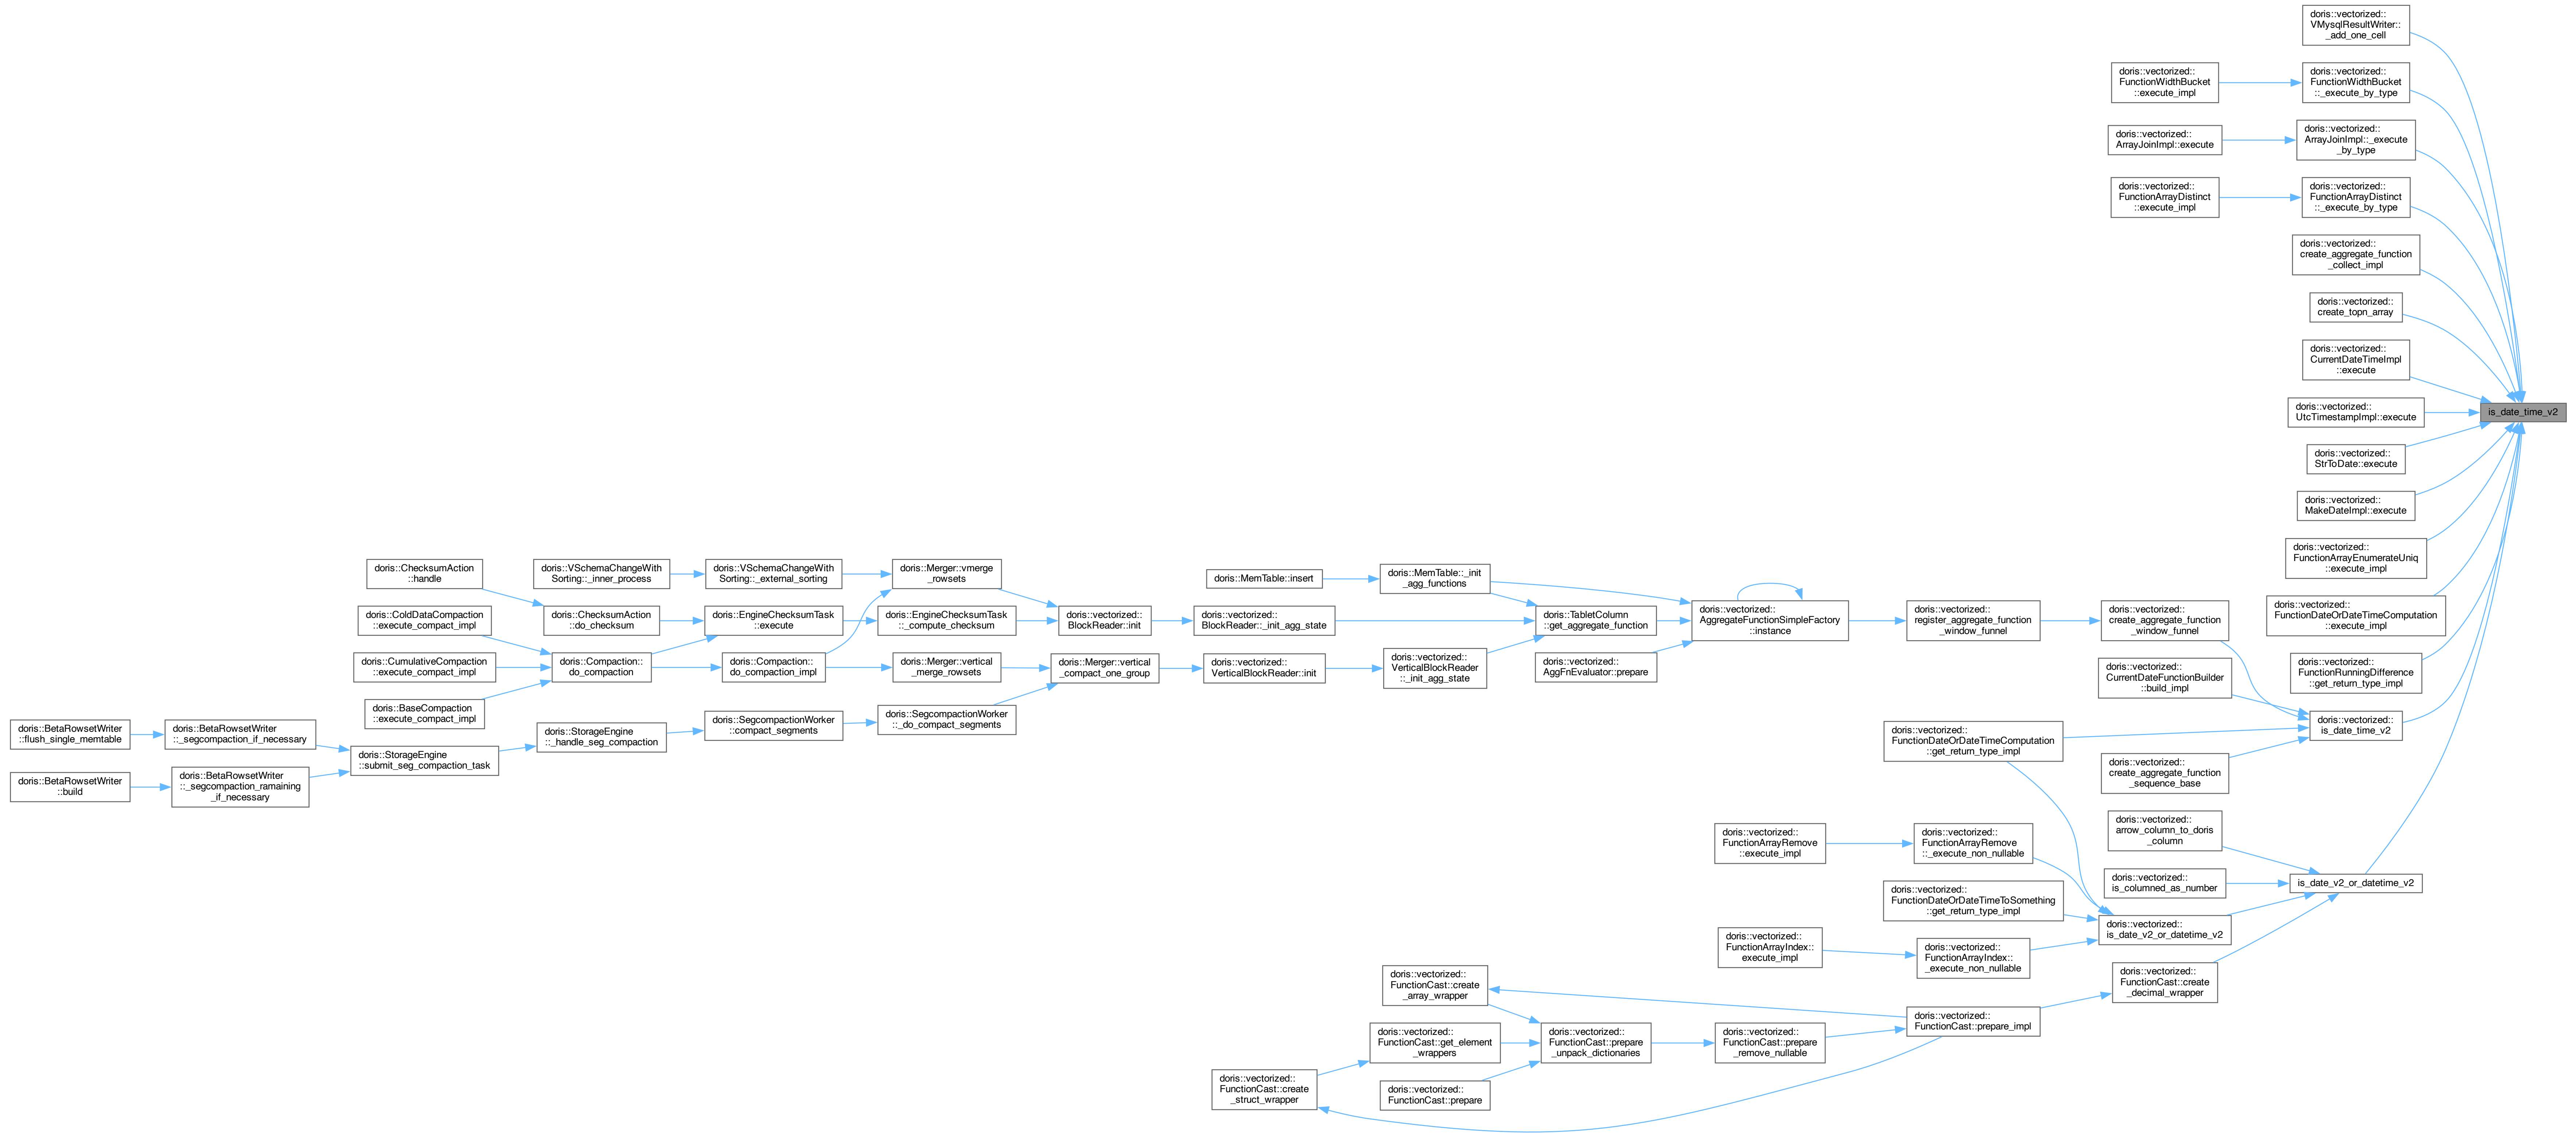 doris::vectorized::
VMysqlResultWriter::
_add_one_cell
doris::vectorized::
FunctionWidthBucket
::execute_impl
doris::vectorized::
FunctionWidthBucket
::_execute_by_type
doris::vectorized::
ArrayJoinImpl::execute
doris::vectorized::
ArrayJoinImpl::_execute
_by_type
doris::vectorized::
FunctionArrayDistinct
::execute_impl
doris::vectorized::
FunctionArrayDistinct
::_execute_by_type
doris::vectorized::
create_aggregate_function
_collect_impl
doris::vectorized::
create_topn_array
doris::vectorized::
CurrentDateTimeImpl
::execute
doris::vectorized::
UtcTimestampImpl::execute
is_date_time_v2
doris::vectorized::
StrToDate::execute
doris::vectorized::
MakeDateImpl::execute
doris::vectorized::
FunctionArrayEnumerateUniq
::execute_impl
doris::vectorized::
FunctionDateOrDateTimeComputation
::execute_impl
doris::vectorized::
FunctionRunningDifference
::get_return_type_impl
doris::vectorized::
is_date_time_v2
doris::ChecksumAction
::handle
doris::VSchemaChangeWith
Sorting::_inner_process
doris::VSchemaChangeWith
Sorting::_external_sorting
doris::Merger::vmerge
_rowsets
doris::MemTable::insert
doris::MemTable::_init
_agg_functions
doris::ColdDataCompaction
::execute_compact_impl
doris::ChecksumAction
::do_checksum
doris::EngineChecksumTask
::execute
doris::EngineChecksumTask
::_compute_checksum
doris::vectorized::
BlockReader::init
doris::vectorized::
BlockReader::_init_agg_state
doris::TabletColumn
::get_aggregate_function
doris::vectorized::
AggregateFunctionSimpleFactory
::instance
doris::vectorized::
register_aggregate_function
_window_funnel
doris::vectorized::
create_aggregate_function
_window_funnel
doris::CumulativeCompaction
::execute_compact_impl
doris::Compaction::
do_compaction
doris::Compaction::
do_compaction_impl
doris::Merger::vertical
_merge_rowsets
doris::Merger::vertical
_compact_one_group
doris::vectorized::
VerticalBlockReader::init
doris::vectorized::
VerticalBlockReader
::_init_agg_state
doris::vectorized::
AggFnEvaluator::prepare
doris::vectorized::
CurrentDateFunctionBuilder
::build_impl
doris::BaseCompaction
::execute_compact_impl
doris::BetaRowsetWriter
::flush_single_memtable
doris::BetaRowsetWriter
::_segcompaction_if_necessary
doris::StorageEngine
::submit_seg_compaction_task
doris::StorageEngine
::_handle_seg_compaction
doris::SegcompactionWorker
::compact_segments
doris::SegcompactionWorker
::_do_compact_segments
doris::vectorized::
FunctionDateOrDateTimeComputation
::get_return_type_impl
doris::BetaRowsetWriter
::build
doris::BetaRowsetWriter
::_segcompaction_ramaining
_if_necessary
doris::vectorized::
create_aggregate_function
_sequence_base
doris::vectorized::
arrow_column_to_doris
_column
doris::vectorized::
FunctionArrayRemove
::execute_impl
doris::vectorized::
FunctionArrayRemove
::_execute_non_nullable
doris::vectorized::
is_columned_as_number
is_date_v2_or_datetime_v2
doris::vectorized::
FunctionDateOrDateTimeToSomething
::get_return_type_impl
doris::vectorized::
is_date_v2_or_datetime_v2
doris::vectorized::
FunctionArrayIndex::
execute_impl
doris::vectorized::
FunctionArrayIndex::
_execute_non_nullable
doris::vectorized::
FunctionCast::create
_decimal_wrapper
doris::vectorized::
FunctionCast::create
_array_wrapper
doris::vectorized::
FunctionCast::prepare_impl
doris::vectorized::
FunctionCast::get_element
_wrappers
doris::vectorized::
FunctionCast::prepare
_unpack_dictionaries
doris::vectorized::
FunctionCast::prepare
_remove_nullable
doris::vectorized::
FunctionCast::create
_struct_wrapper
doris::vectorized::
FunctionCast::prepare